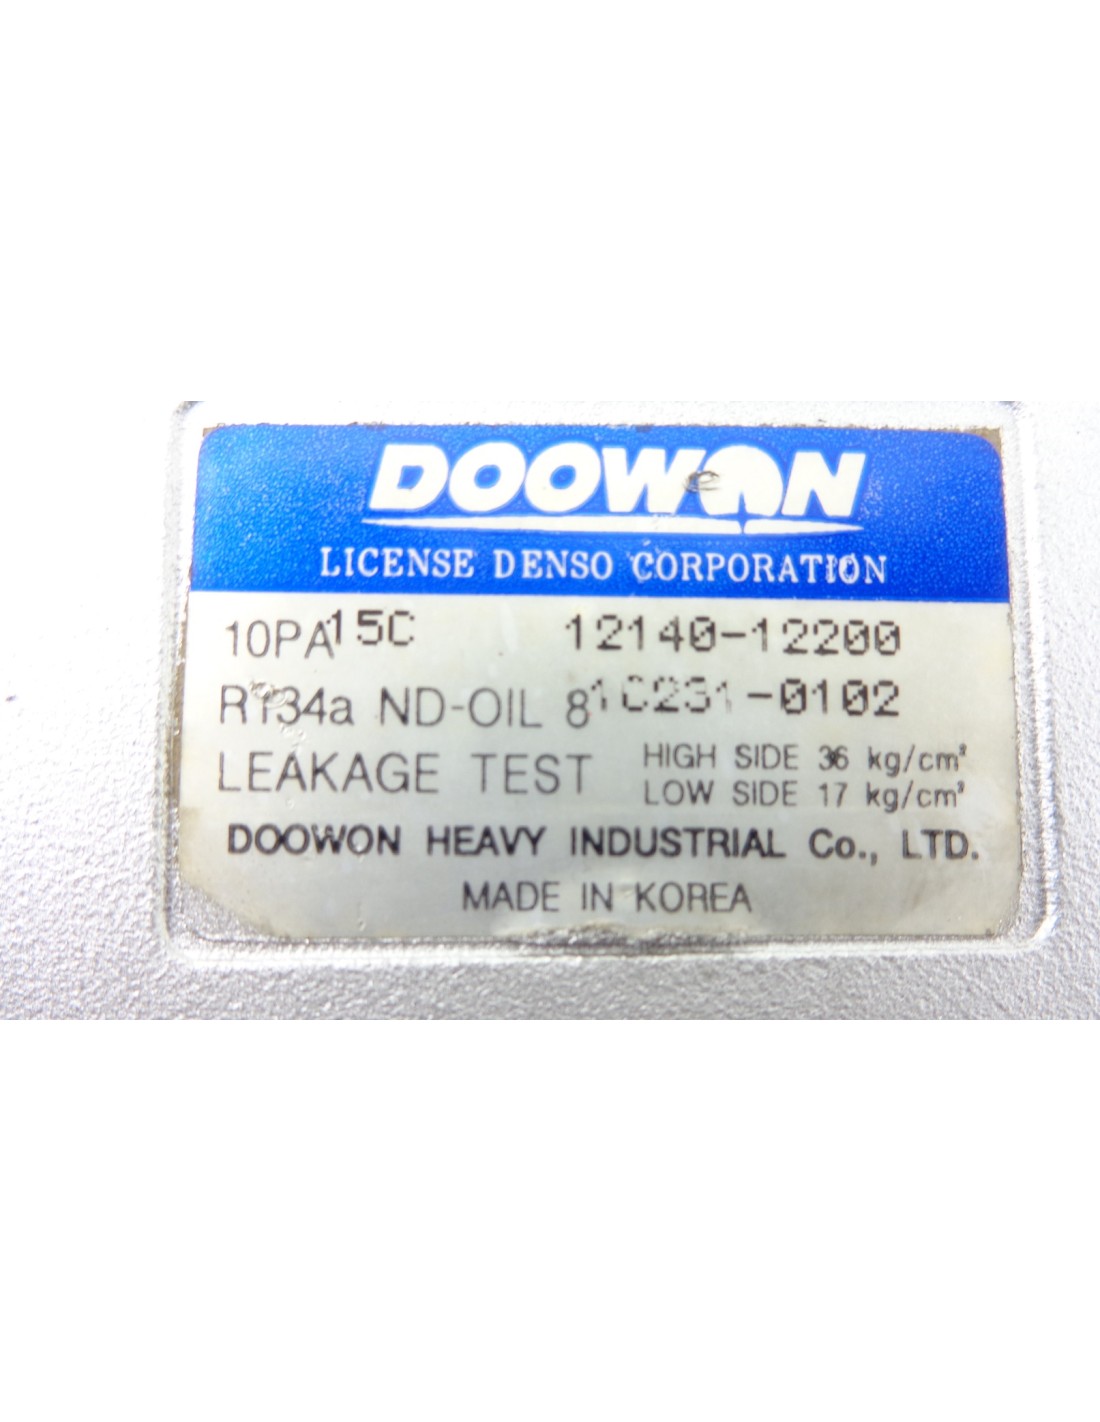 DOOWON
LICENSE DENSO CORPORATION
10PA15C 12140-12200
R134a ND-OIL 8 1C231-0102
LEAKAGE TEST HIGH SIDE 36 kg/cm²
LOW SIDE 17 kg/cm²
DOOWON HEAVY INDUSTRIAL Co., LTD.
MADE IN KOREA